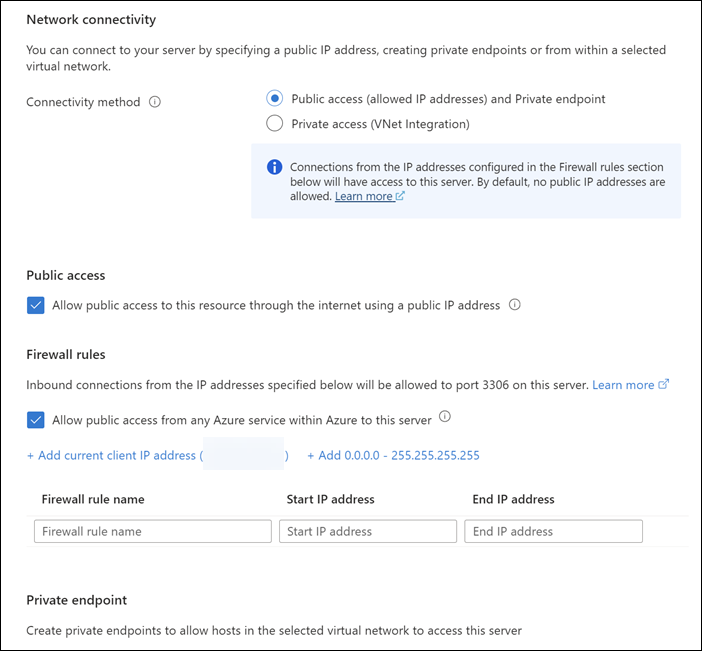 Network connectivity
You can connect to your server by specifying a public IP address, creating private endpoints or from within a selected
virtual network.
Connectivity method
Public access (allowed IP addresses) and Private endpoint
Private access (VNet Integration)
Connections from the IP addresses configured in the Firewall rules section
below will have access to this server. By default, no public IP addresses are
allowed. Learn more
Public access
Allow public access to this resource through the internet using a public IP address
Firewall rules
Inbound connections from the IP addresses specified below will be allowed to port 3306 on this server. Learn more
Allow public access from any Azure service within Azure to this server
+ Add current client IP address ( ) + Add 0.0.0.0 - 255.255.255.255
Firewall rule name Start IP address End IP address
Firewall rule name Start IP address End IP address
Private endpoint
Create private endpoints to allow hosts in the selected virtual network to access this server